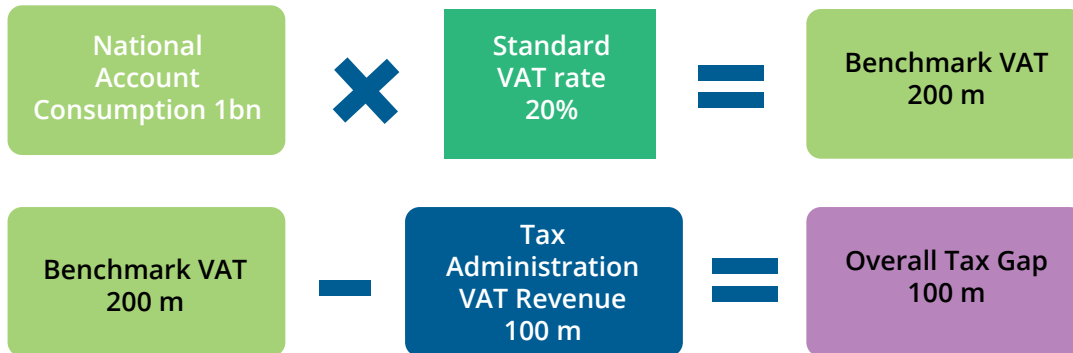 National
Account
Consumption 1bn
Standard
VAT rate
20%
Benchmark VAT
200 m
Benchmark VAT
200 m
Tax
Administration
VAT Revenue
100 m
Overall Tax Gap
100 m